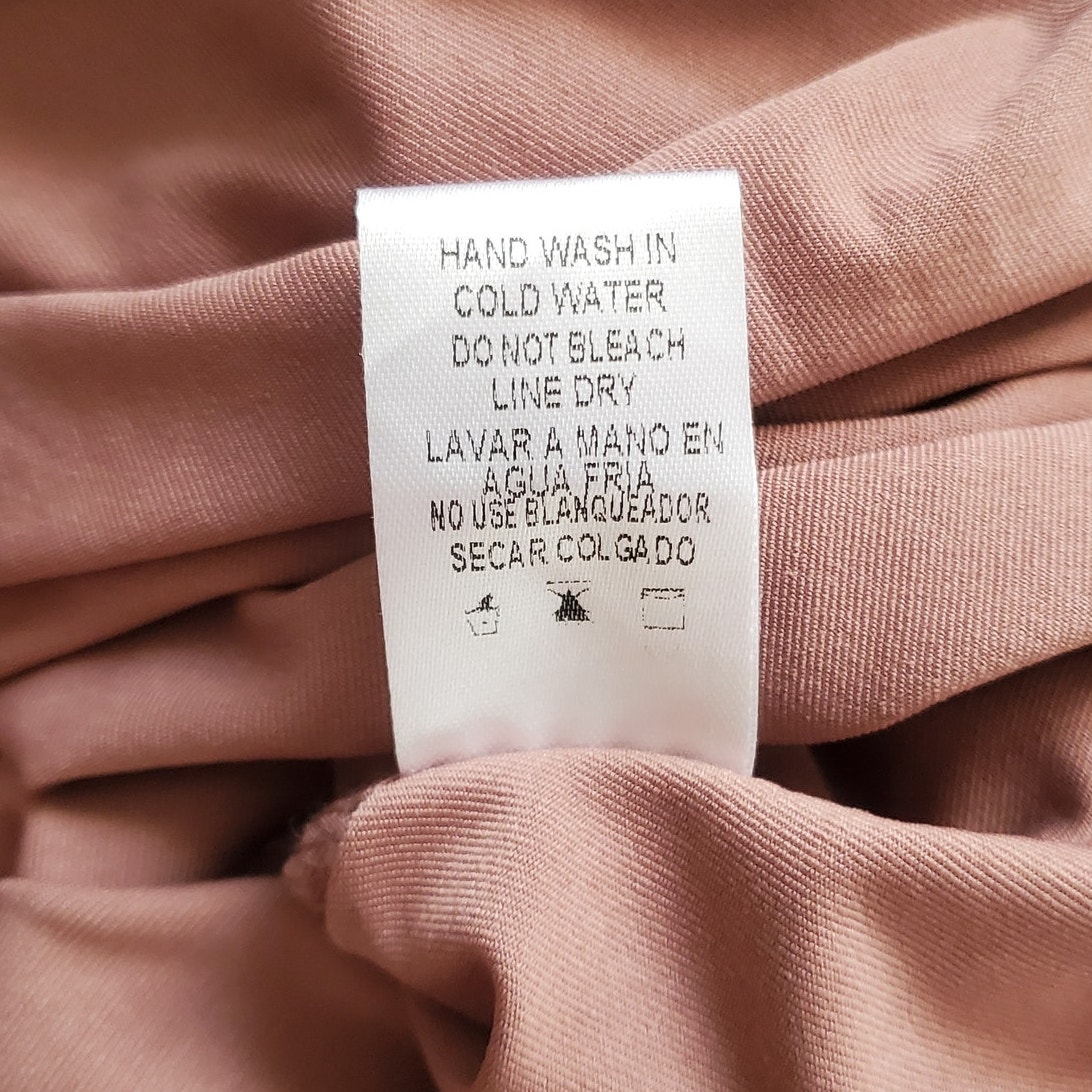 HAND WASH IN
COLD WATER
DO NOT BLEACH
LINE DRY
LAVAR A MANO EN
AGUA FRIA
NO USE BLANQUEADOR
SECAR COLGADO